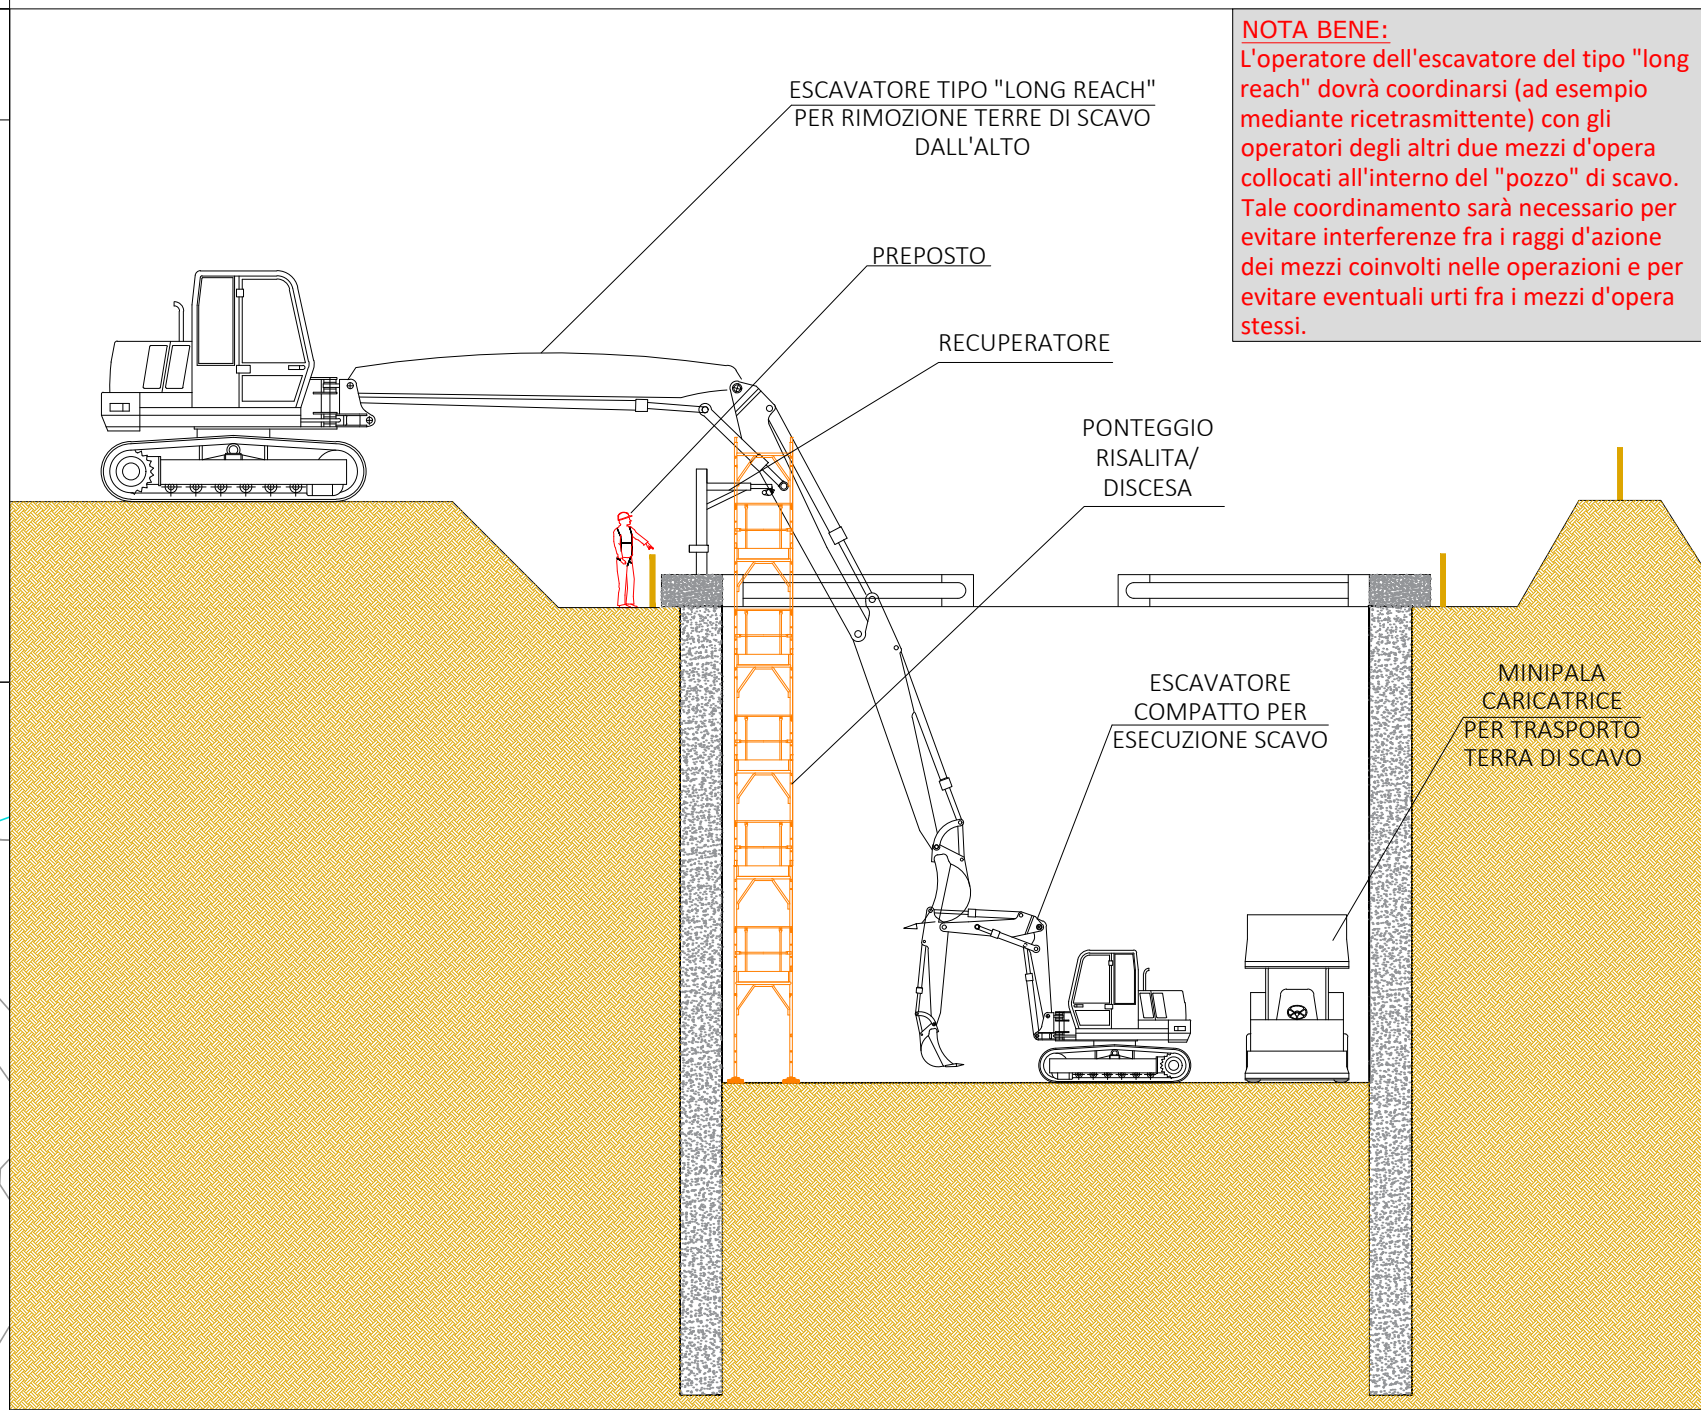 NOTA BENE:
L'operatore dell'escavatore del tipo "long
reach" dovrà coordinarsi (ad esempio
mediante ricetrasmittente) con gli
operatori degli altri due mezzi d'opera
collocati all'interno del "pozzo" di scavo.
Tale coordinamento sarà necessario per
evitare interferenze fra i raggi d'azione
dei mezzi coinvolti nelle operazioni e per
evitare eventuali urti fra i mezzi d'opera
stessi.
ESCAVATORE TIPO "LONG REACH"
PER RIMOZIONE TERRE DI SCAVO
DALL'ALTO
PREPOSTO
RECUPERATORE
PONTEGGIO
RISALITA/
DISCESA
ESCAVATORE
COMPATTO PER
ESECUZIONE SCAVO
MINIPALA
CARICATRICE
PER TRASPORTO
TERRA DI SCAVO